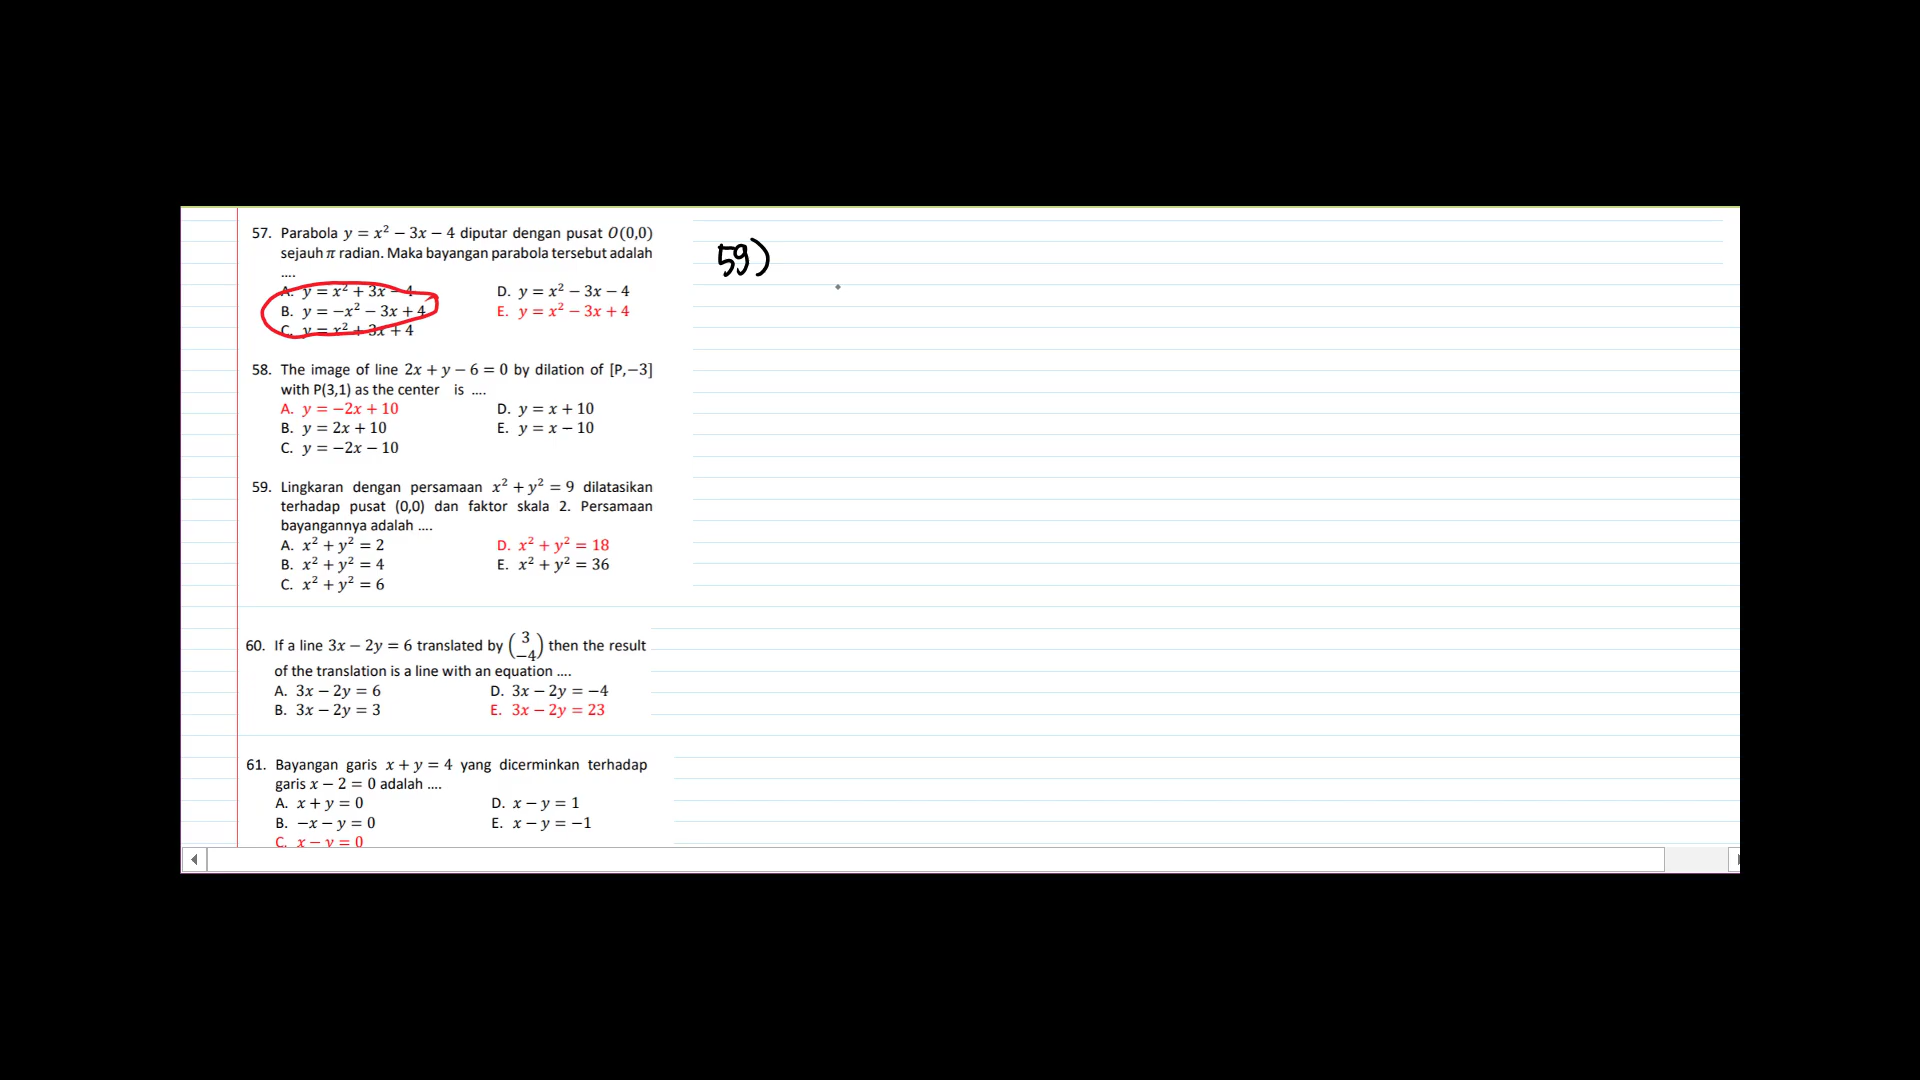 57. Parabola y = x² − 3x − 4 diputar dengan pusat O(0,0)
sejauh π radian. Maka bayangan parabola tersebut adalah
....
A. y = x² + 3x − 4
B. y = −x² − 3x + 4
C. y = x² + 3x + 4
D. y = x² − 3x − 4
E. y = x² − 3x + 4
58. The image of line 2x + y − 6 = 0 by dilation of [P,−3]
with P(3,1) as the center is ....
A. y = −2x + 10
B. y = 2x + 10
C. y = −2x − 10
D. y = x + 10
E. y = x − 10
59. Lingkaran dengan persamaan x² + y² = 9 dilatasikan
terhadap pusat (0,0) dan faktor skala 2. Persamaan
bayangannya adalah ....
A. x² + y² = 2
B. x² + y² = 4
C. x² + y² = 6
D. x² + y² = 18
E. x² + y² = 36
60. If a line 3x − 2y = 6 translated by (3 −4) then the result
of the translation is a line with an equation ....
A. 3x − 2y = 6
B. 3x − 2y = 3
D. 3x − 2y = −4
E. 3x − 2y = 23
61. Bayangan garis x + y = 4 yang dicerminkan terhadap
garis x − 2 = 0 adalah ....
A. x + y = 0
B. −x − y = 0
C. x − y = 0
D. x − y = 1
E. x − y = −1
59)